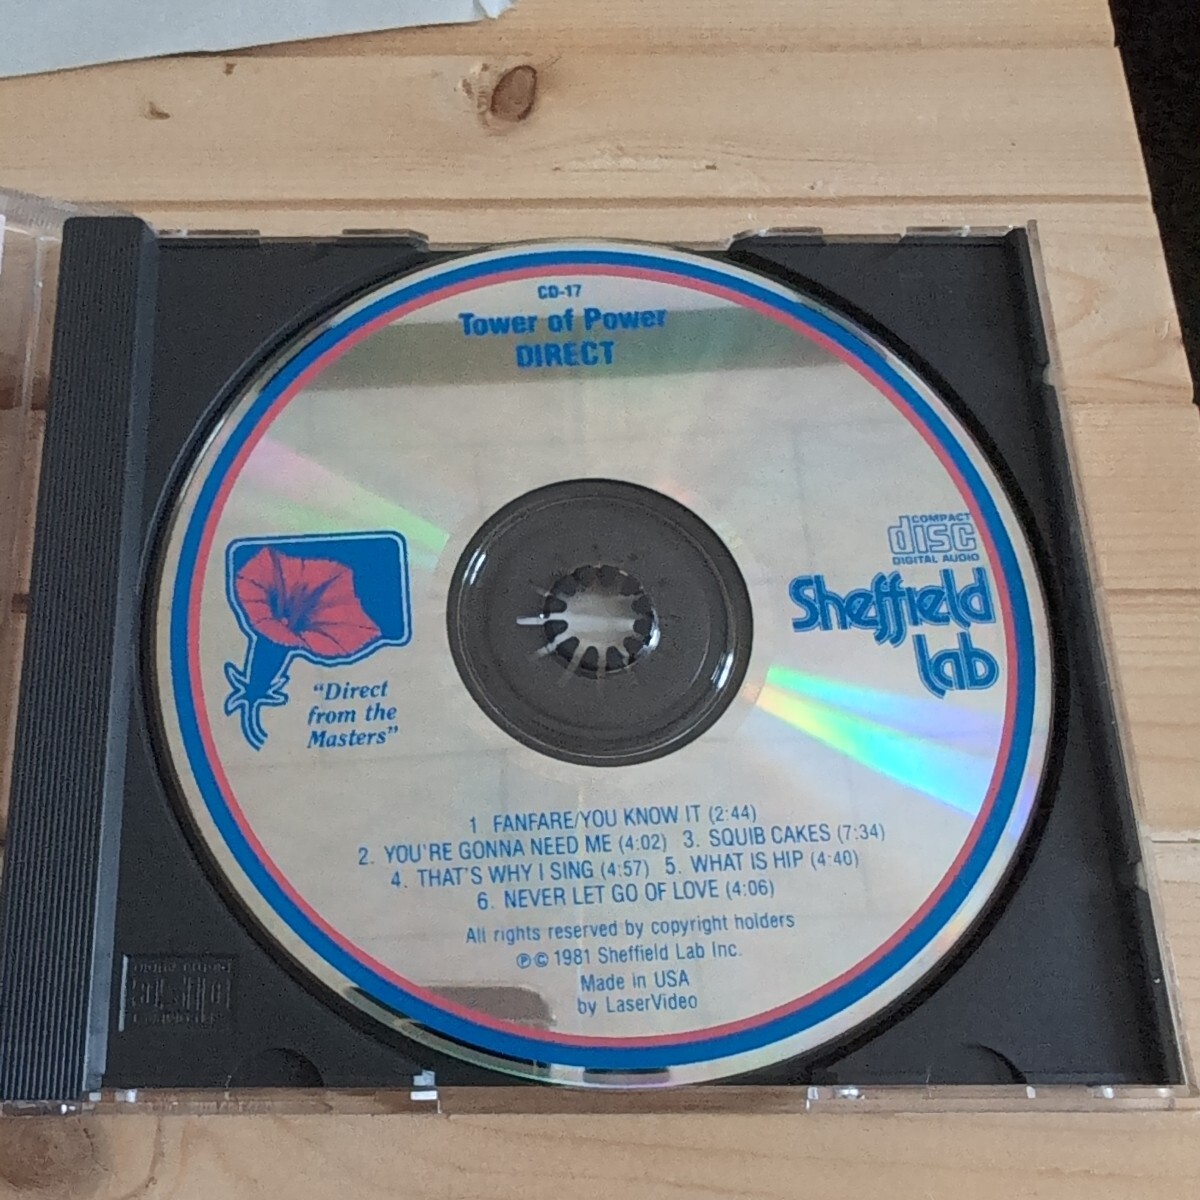 CD-17
Tower of Power
DIRECT
COMPACT
disc
DIGITAL AUDIO
Sheffield
Lab
"Direct
from the
Masters"
1 FANFARE/YOU KNOW IT (2:44)
2. YOU'RE GONNA NEED ME (4:02) 3. SQUIB CAKES (7:34)
4. THAT'S WHY I SING (4:57) 5. WHAT IS HIP (4:40)
6. NEVER LET GO OF LOVE (4:06)
All rights reserved by copyright holders
℗© 1981 Sheffield Lab Inc.
Made in USA
by LaserVideo